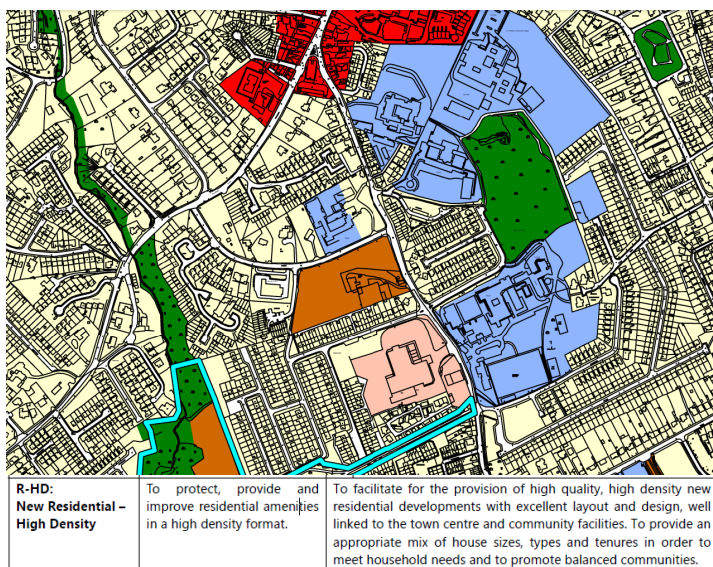 R-HD:
New Residential –
High Density
To protect, provide and
improve residential amenities
in a high density format.
To facilitate for the provision of high quality, high density new
residential developments with excellent layout and design, well
linked to the town centre and community facilities. To provide an
appropriate mix of house sizes, types and tenures in order to
meet household needs and to promote balanced communities.